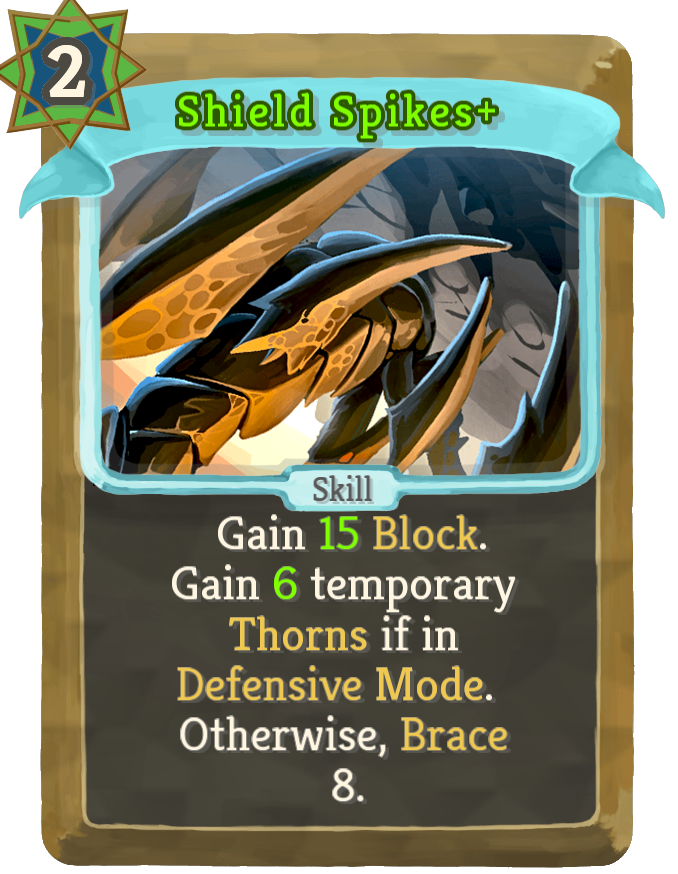 2
Shield Spikes+
Skill
Gain 15 Block.
Gain 6 temporary
Thorns if in
Defensive Mode.
Otherwise, Brace
8.